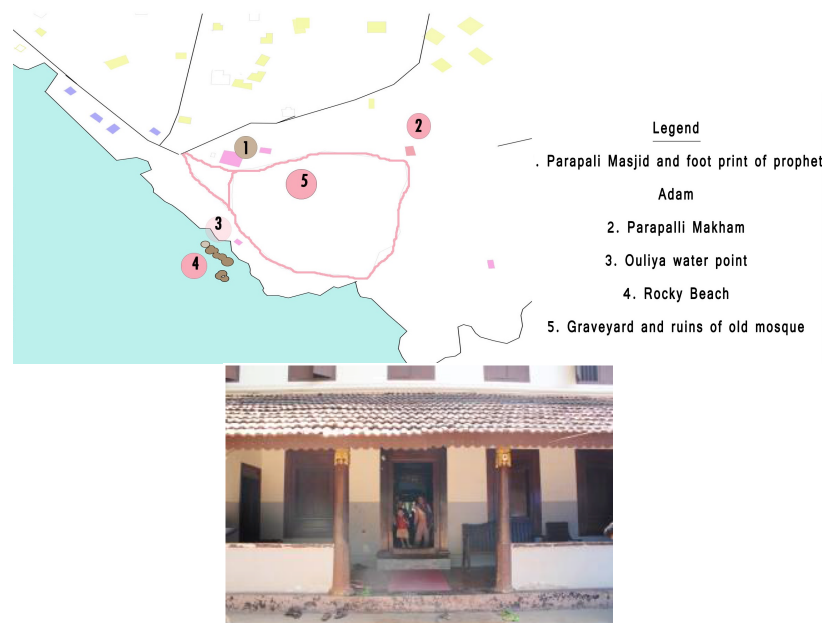 1
2
5
3
4
Legend
. Parapali Masjid and foot print of prophet
Adam
2. Parapalli Makham
3. Ouliya water point
4. Rocky Beach
5. Graveyard and ruins of old mosque